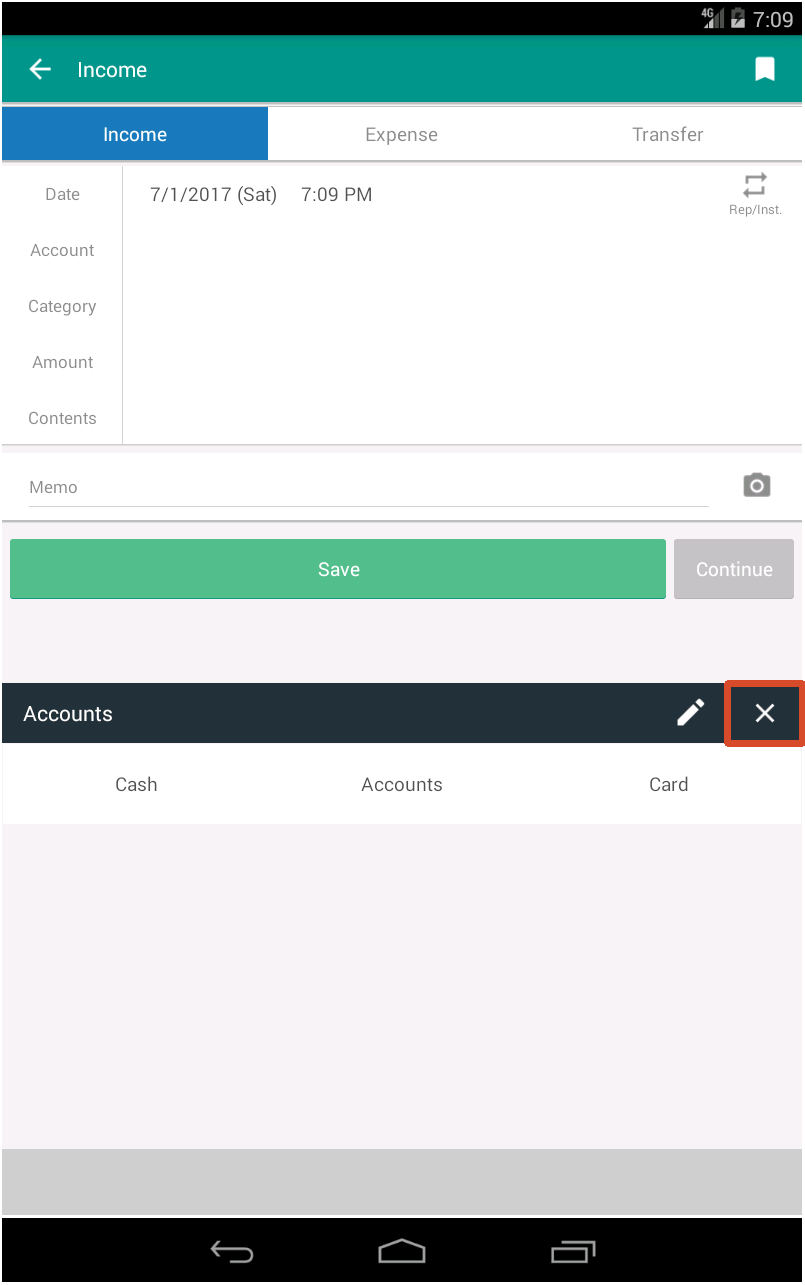 4G 7:09
Income
Income Expense Transfer
Date 7/1/2017 (Sat) 7:09 PM
Rep/Inst.
Account
Category
Amount
Contents
Memo
Save Continue
Accounts
Cash Accounts Card